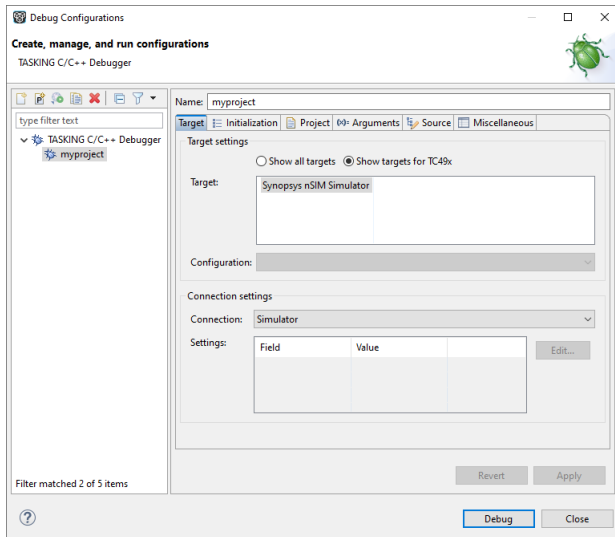 Debug Configurations
Create, manage, and run configurations
TASKING C/C++ Debugger
type filter text
TASKING C/C++ Debugger
myproject
Filter matched 2 of 5 items
Name: myproject
Target Initialization Project (x)= Arguments Source Miscellaneous
Target settings
Show all targets Show targets for TC49x
Target: Synopsys nSIM Simulator
Configuration:
Connection settings
Connection: Simulator
Settings: Field Value Edit...
Revert Apply
? Debug Close